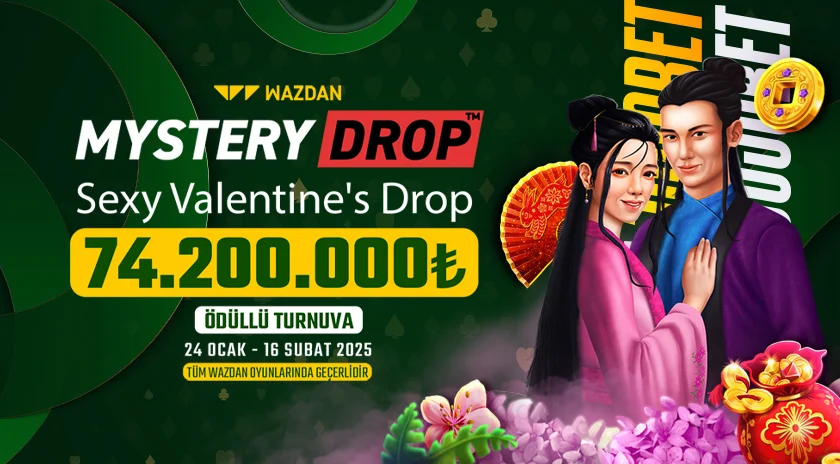 WAZDAN
MYSTERY DROP™
Sexy Valentine's Drop
74.200.000₺
ÖDÜLLÜ TURNUVA
24 OCAK - 16 SUBAT 2025
TÜM WAZDAN OYUNLARINDA GEÇERLİDİR